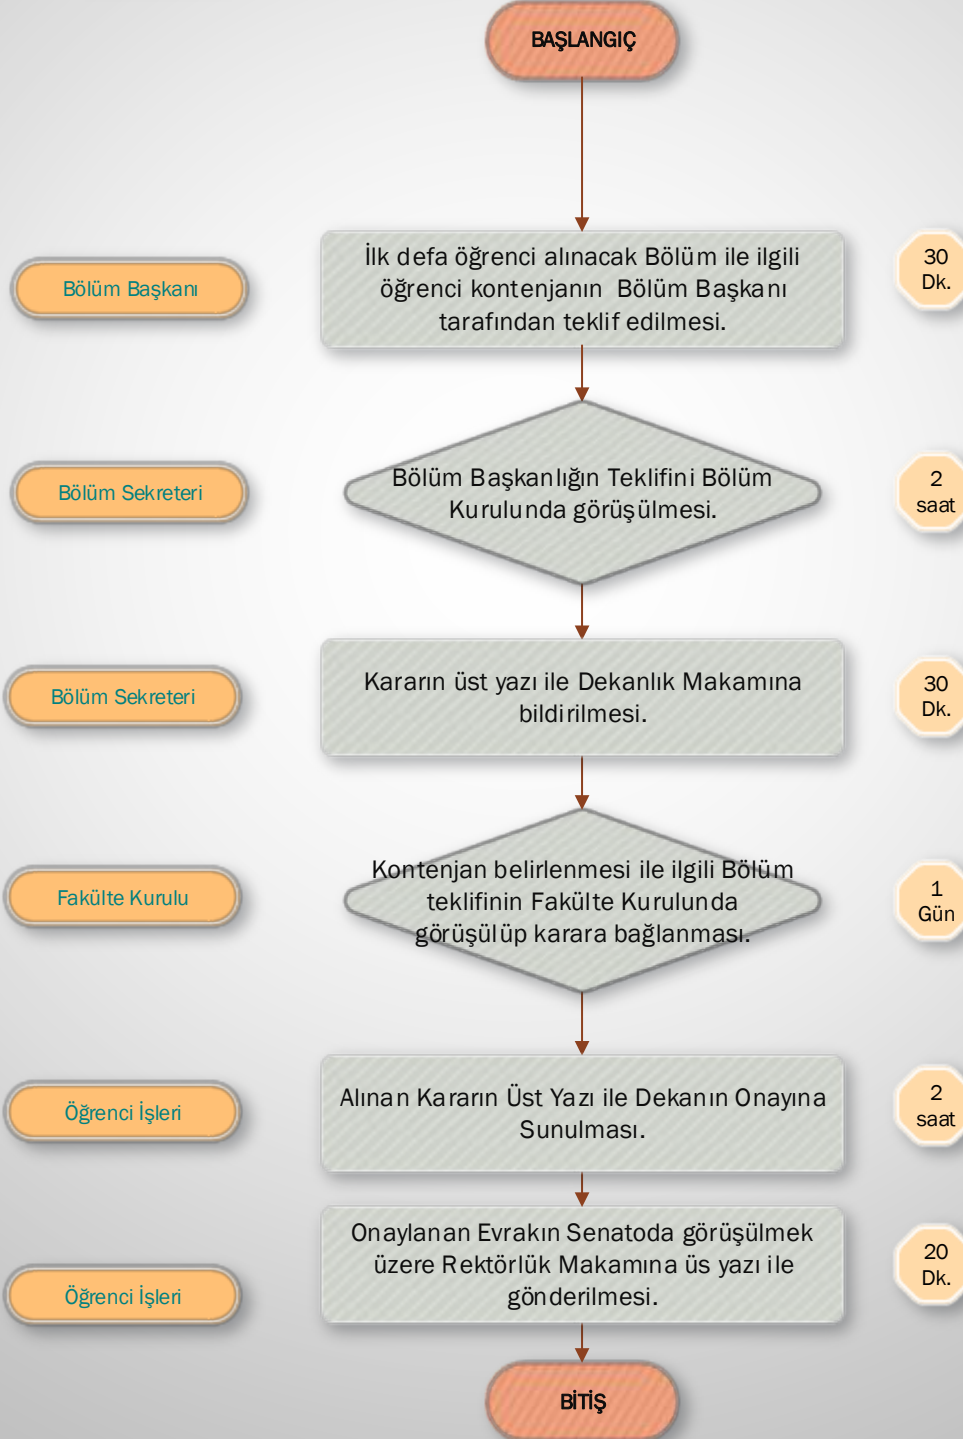 BAŞLANGIÇ
Bölüm Başkanı
İlk defa öğrenci alınacak Bölüm ile ilgili
öğrenci kontenjanın Bölüm Başkanı
tarafından teklif edilmesi.
30
Dk.
Bölüm Sekreteri
Bölüm Başkanlığın Teklifini Bölüm
Kurulunda görüşülmesi.
2
saat
Bölüm Sekreteri
Kararın üst yazı ile Dekanlık Makamına
bildirilmesi.
30
Dk.
Fakülte Kurulu
Kontenjan belirlenmesi ile ilgili Bölüm
teklifinin Fakülte Kurulunda
görüşülüp karara bağlanması.
1
Gün
Öğrenci İşleri
Alınan Kararın Üst Yazı ile Dekanın Onayına
Sunulması.
2
saat
Öğrenci İşleri
Onaylanan Evrakın Senatoda görüşülmek
üzere Rektörlük Makamına üs yazı ile
gönderilmesi.
20
Dk.
BİTİŞ